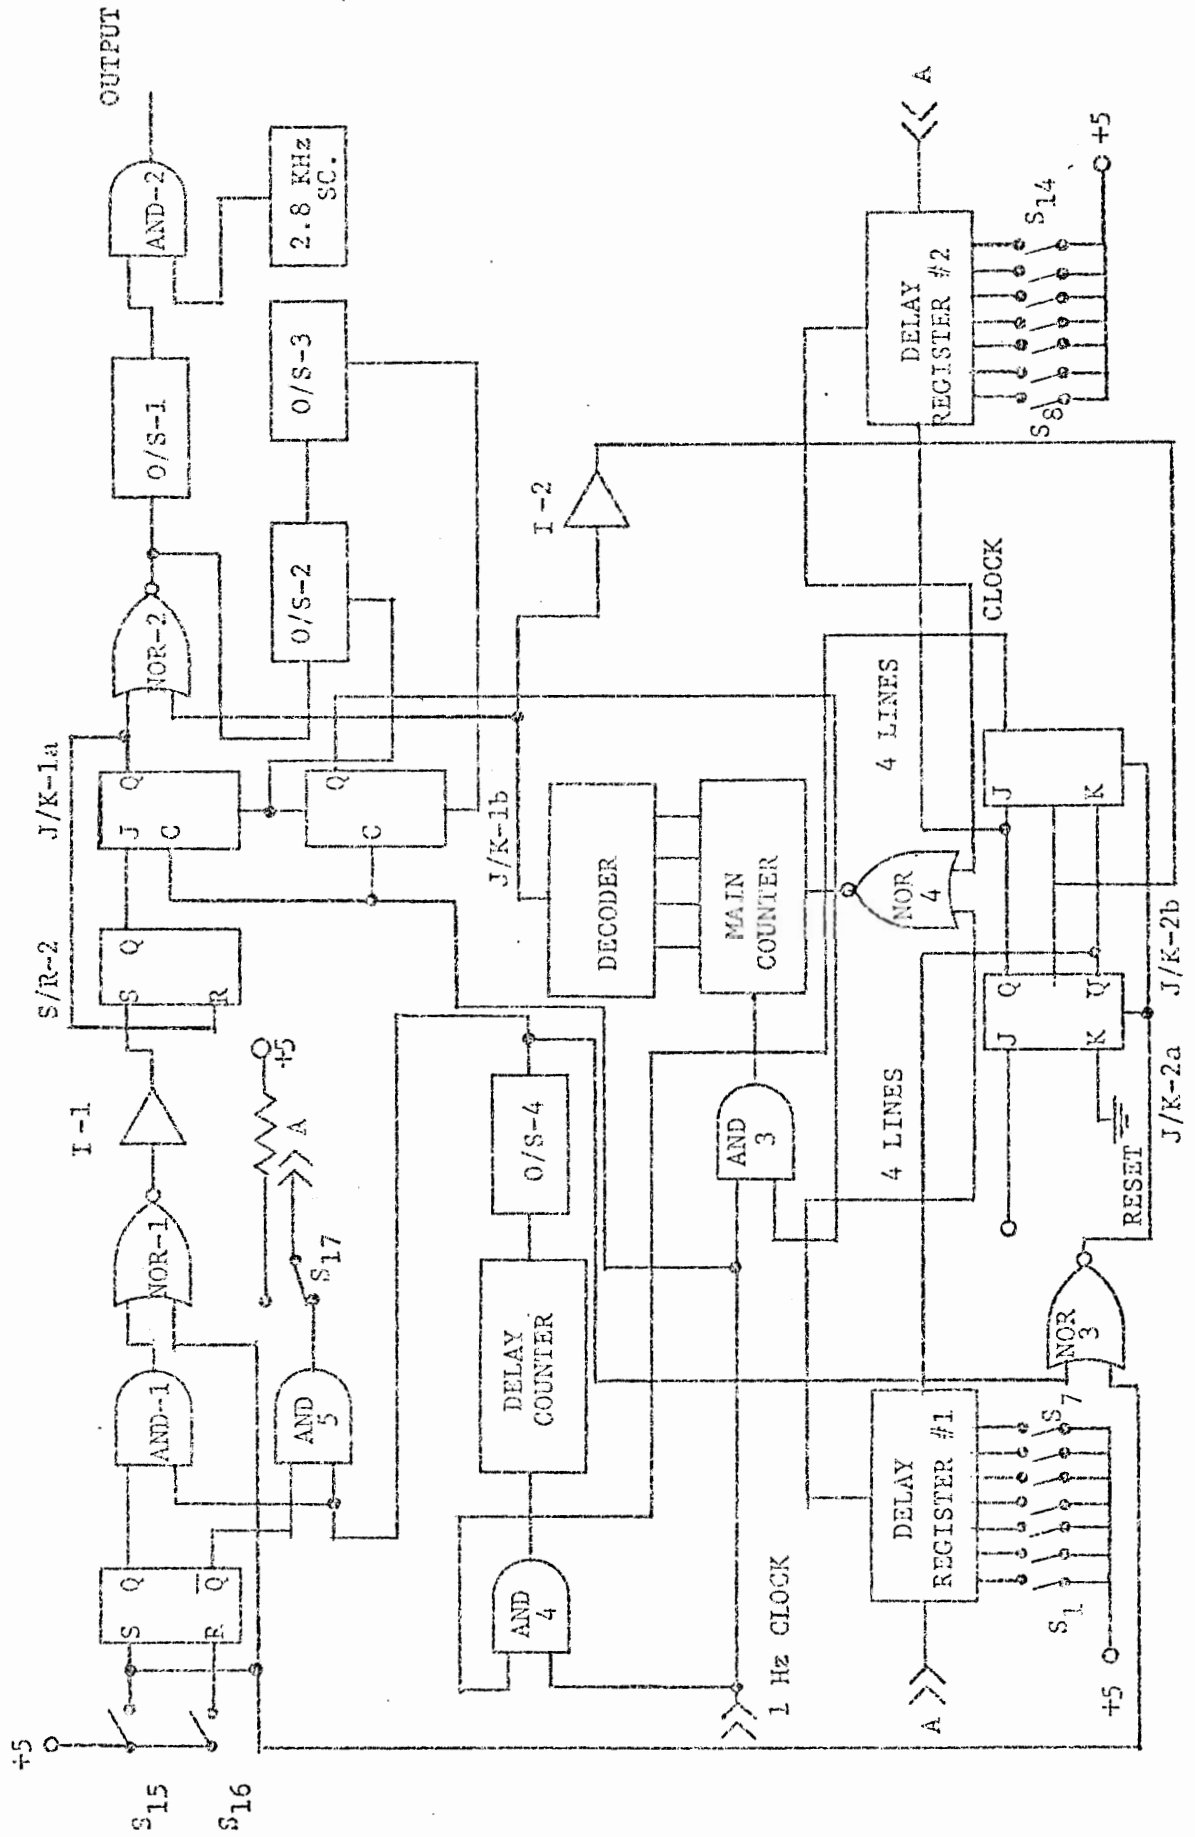 +5
S15
S16
S
R
Q
Q
AND-1
AND
5
NOR-1
S17
A
+5
I-1
S/R-2
S
R
Q
J/K-1a
J
C
Q
C
Q
J/K-1b
NOR-2
O/S-1
O/S-2
O/S-3
AND-2
OUTPUT
2.8 KHz
SC.
1 Hz CLOCK
AND
4
DELAY
COUNTER
O/S-4
AND
3
DECODER
MAIN
COUNTER
I-2
NOR
4
4 LINES
4 LINES
CLOCK
A
DELAY
REGISTER #1
S1
S7
+5
NOR
3
RESET
J
K
Q
J/K-2a
J
K
J/K-2b
DELAY
REGISTER #2
S8
S14
+5
A